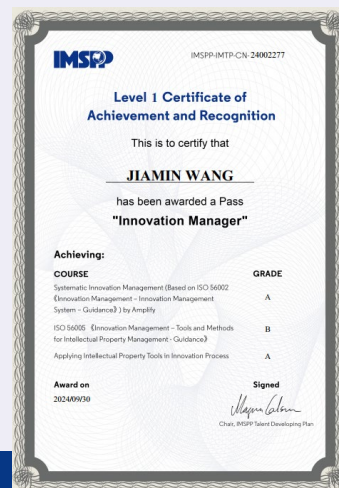 IMSPP
IMSPP-IMTP-CN-24002277
Level 1 Certificate of
Achievement and Recognition
This is to certify that
JIAMIN WANG
has been awarded a Pass
"Innovation Manager"
Achieving:
COURSE GRADE
Systematic Innovation Management (Based on ISO 56002
《Innovation Management – Innovation Management
System – Guidance》) by Amplify
A
ISO 56005 《Innovation Management – Tools and Methods
for Intellectual Property Management - Guidance》
B
Applying Intellectual Property Tools in Innovation Process A
Award on Signed
2024/09/30
Chair, IMSPP Talent Developing Plan